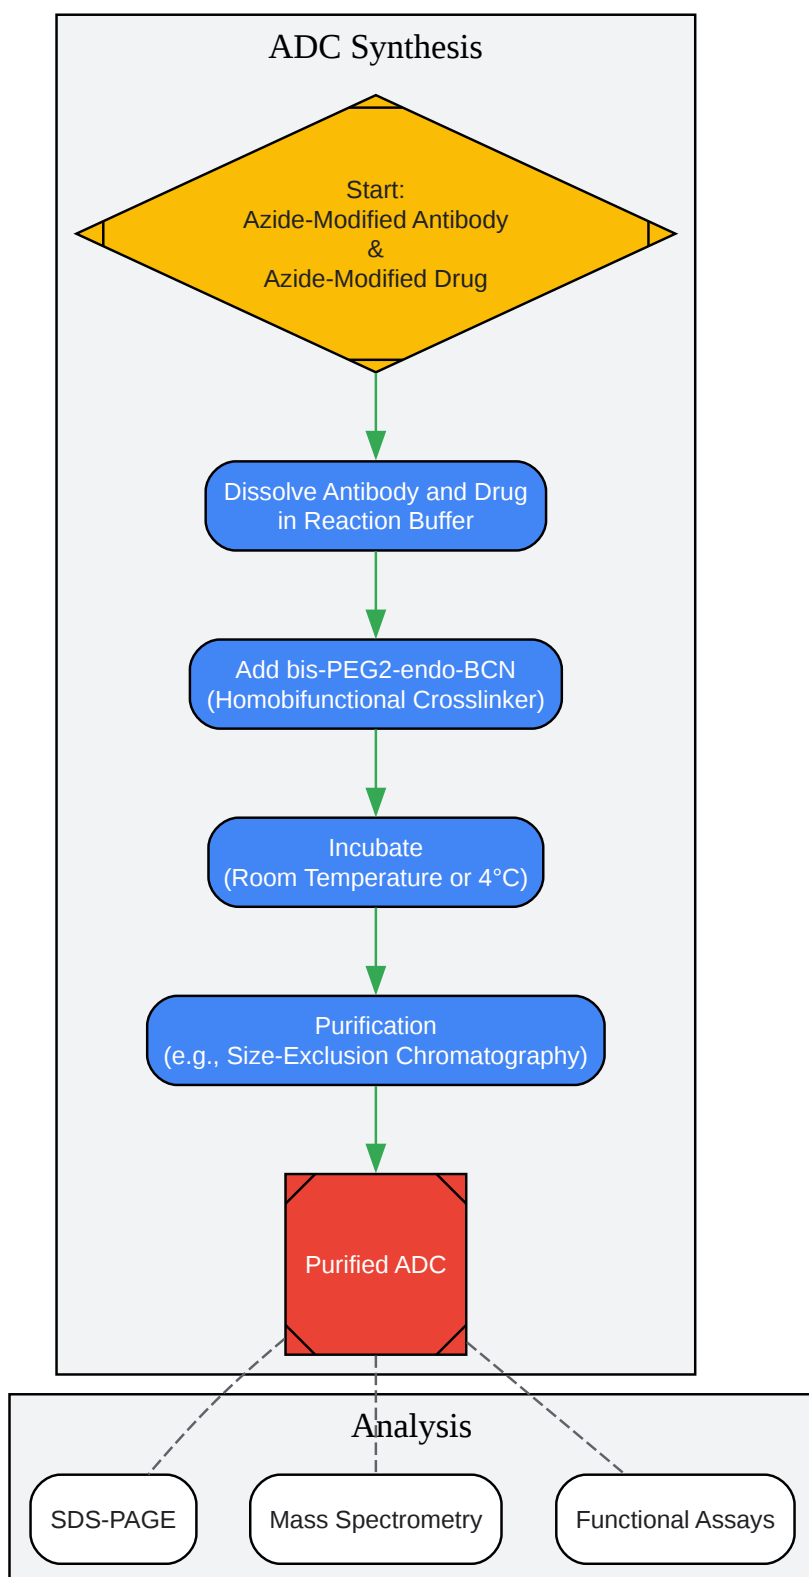 ADC Synthesis
Start:
Azide-Modified Antibody
&
Azide-Modified Drug
Dissolve Antibody and Drug
in Reaction Buffer
Add bis-PEG2-endo-BCN
(Homobifunctional Crosslinker)
Incubate
(Room Temperature or 4°C)
Purification
(e.g., Size-Exclusion Chromatography)
Purified ADC
Analysis
SDS-PAGE
Mass Spectrometry
Functional Assays